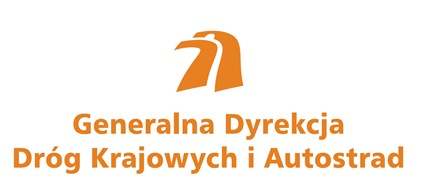 Generalna Dyrekcja
Dróg Krajowych i Autostrad